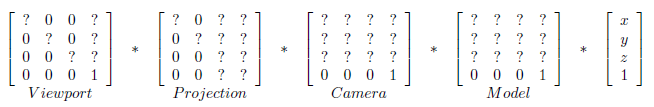 ? 0 0 ? ? 0 ? ? ? ? ? ? ? ? ? ? x
0 ? 0 ? * 0 ? ? ? * ? ? ? ? * ? ? ? ? * y
0 0 ? ? 0 0 ? ? ? ? ? ? ? ? ? ? z
0 0 0 1 0 0 ? ? 0 0 0 1 0 0 0 1 1
Viewport Projection Camera Model